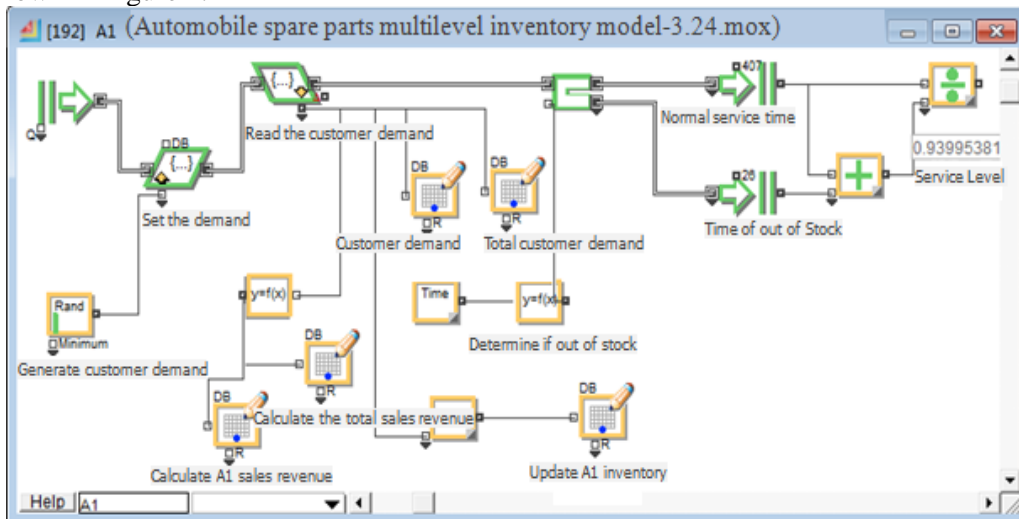 [192] A1 (Automobile spare parts multilevel inventory model-3.24.mox)
407
{...}
Normal service time
Q
Read the customer demand
DB
{...}
0.93995381
DB
DB
26
Service Level
Set the demand
R
R
Time of out of Stock
Customer demand
Total customer demand
Rand
y=f(x)
Time
y=f(x)
Minimum
DB
Determine if out of stock
Generate customer demand
DB
R
DB
Calculate the total sales revenue
R
R
Calculate A1 sales revenue
Update A1 inventory
Help
A1